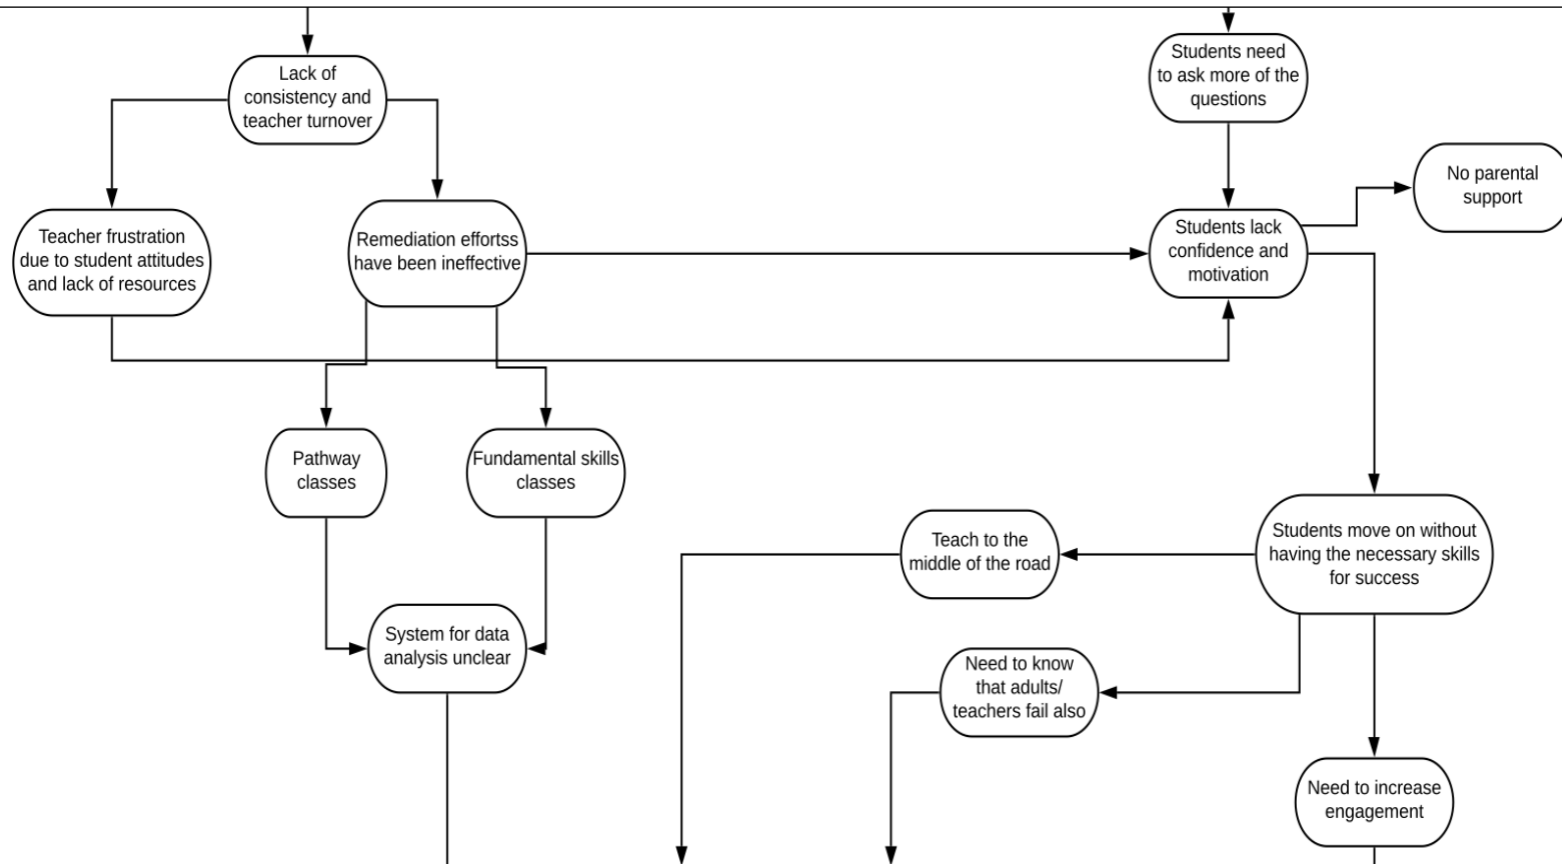 Lack of
consistency and
teacher turnover
Students need
to ask more of the
questions
No parental
support
Teacher frustration
due to student attitudes
and lack of resources
Remediation effortss
have been ineffective
Students lack
confidence and
motivation
Pathway
classes
Fundamental skills
classes
Teach to the
middle of the road
Students move on without
having the necessary skills
for success
System for data
analysis unclear
Need to know
that adults/
teachers fail also
Need to increase
engagement